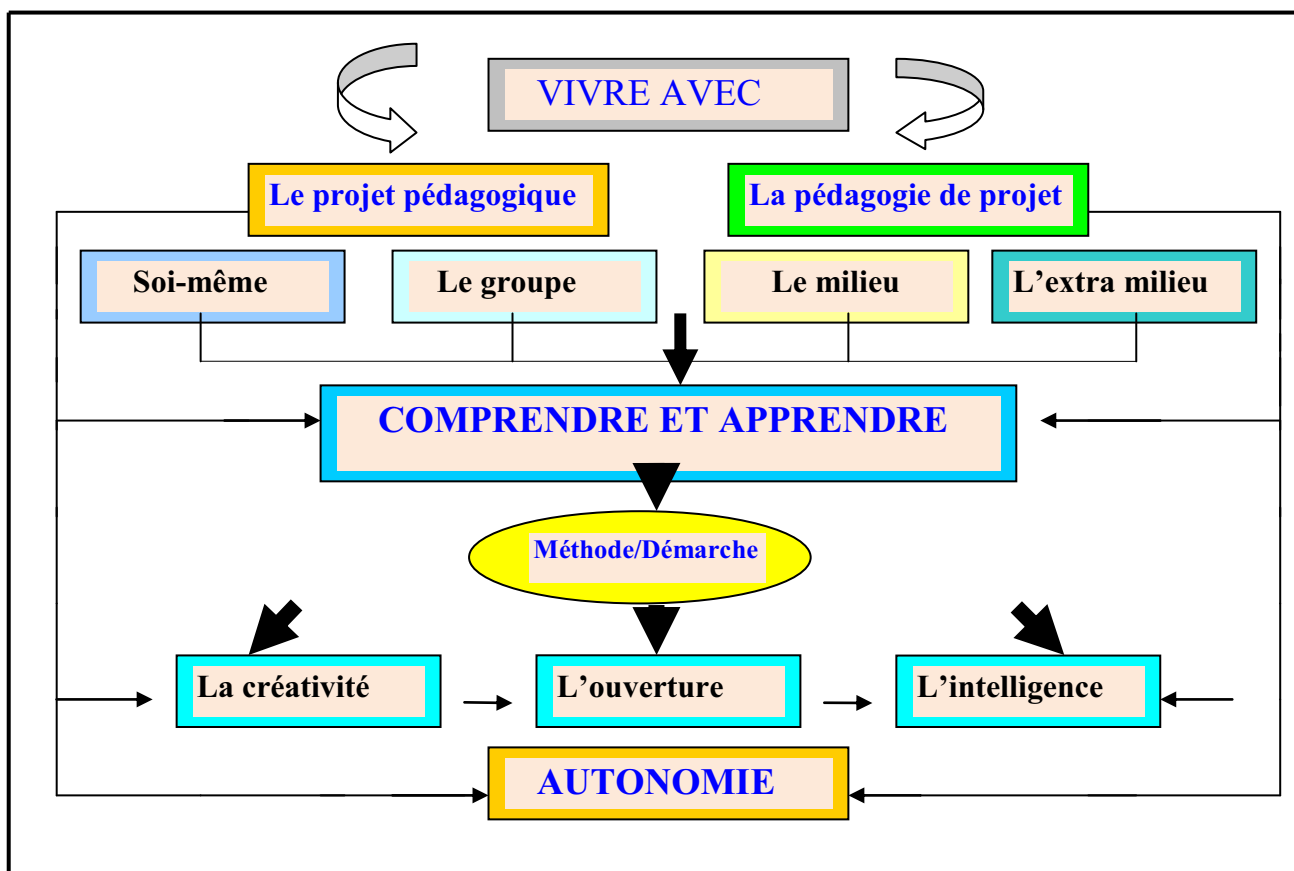 VIVRE AVEC
Le projet pédagogique
La pédagogie de projet
Soi-même
Le groupe
Le milieu
L’extra milieu
COMPRENDRE ET APPRENDRE
Méthode/Démarche
La créativité
L’ouverture
L’intelligence
AUTONOMIE